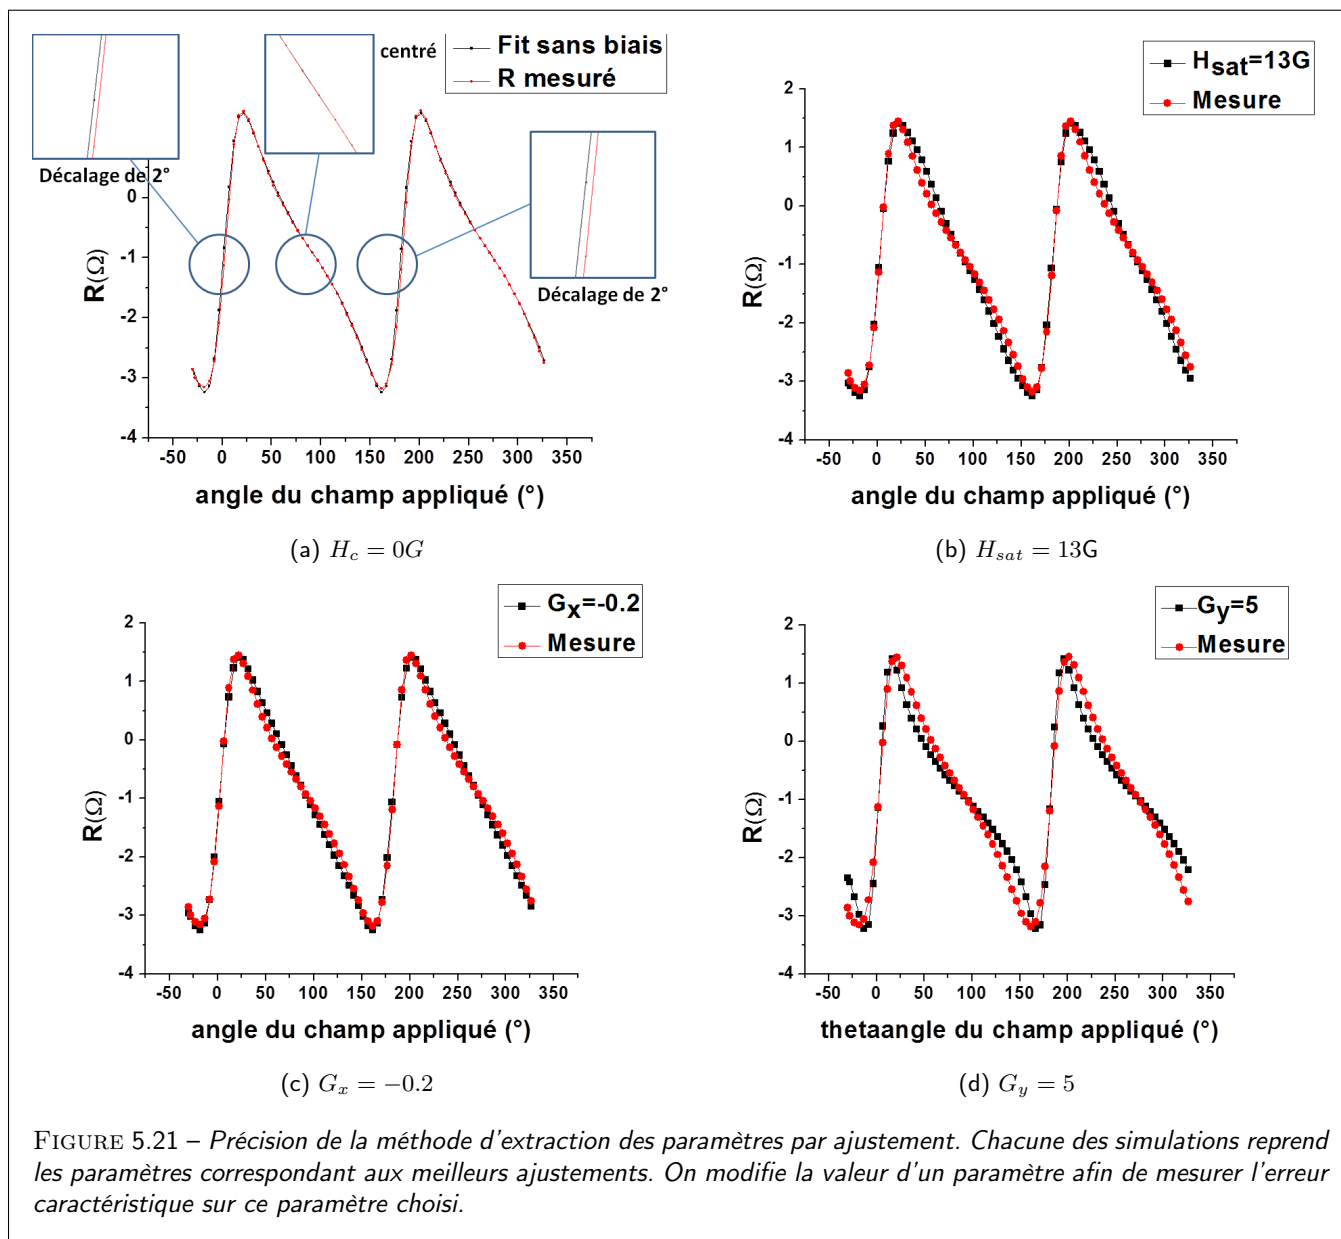 centré
Fit sans biais
R mesuré
Décalage de 2°
Décalage de 2°
0
-1
-2
-3
-4
R(Ω)
-50 0 50 100 150 200 250 300 350
angle du champ appliqué (°)
(a) H_c = 0G
H_sat=13G
Mesure
2
1
0
-1
-2
-3
-4
R(Ω)
-50 0 50 100 150 200 250 300 350
angle du champ appliqué (°)
(b) H_sat = 13G
G_x=-0.2
Mesure
2
1
0
-1
-2
-3
-4
R(Ω)
-50 0 50 100 150 200 250 300 350
angle du champ appliqué (°)
(c) G_x = −0.2
G_y=5
Mesure
2
1
0
-1
-2
-3
-4
R(Ω)
-50 0 50 100 150 200 250 300 350
thetaangle du champ appliqué (°)
(d) G_y = 5
FIGURE 5.21 – Précision de la méthode d'extraction des paramètres par ajustement. Chacune des simulations reprend
les paramètres correspondant aux meilleurs ajustements. On modifie la valeur d'un paramètre afin de mesurer l'erreur
caractéristique sur ce paramètre choisi.